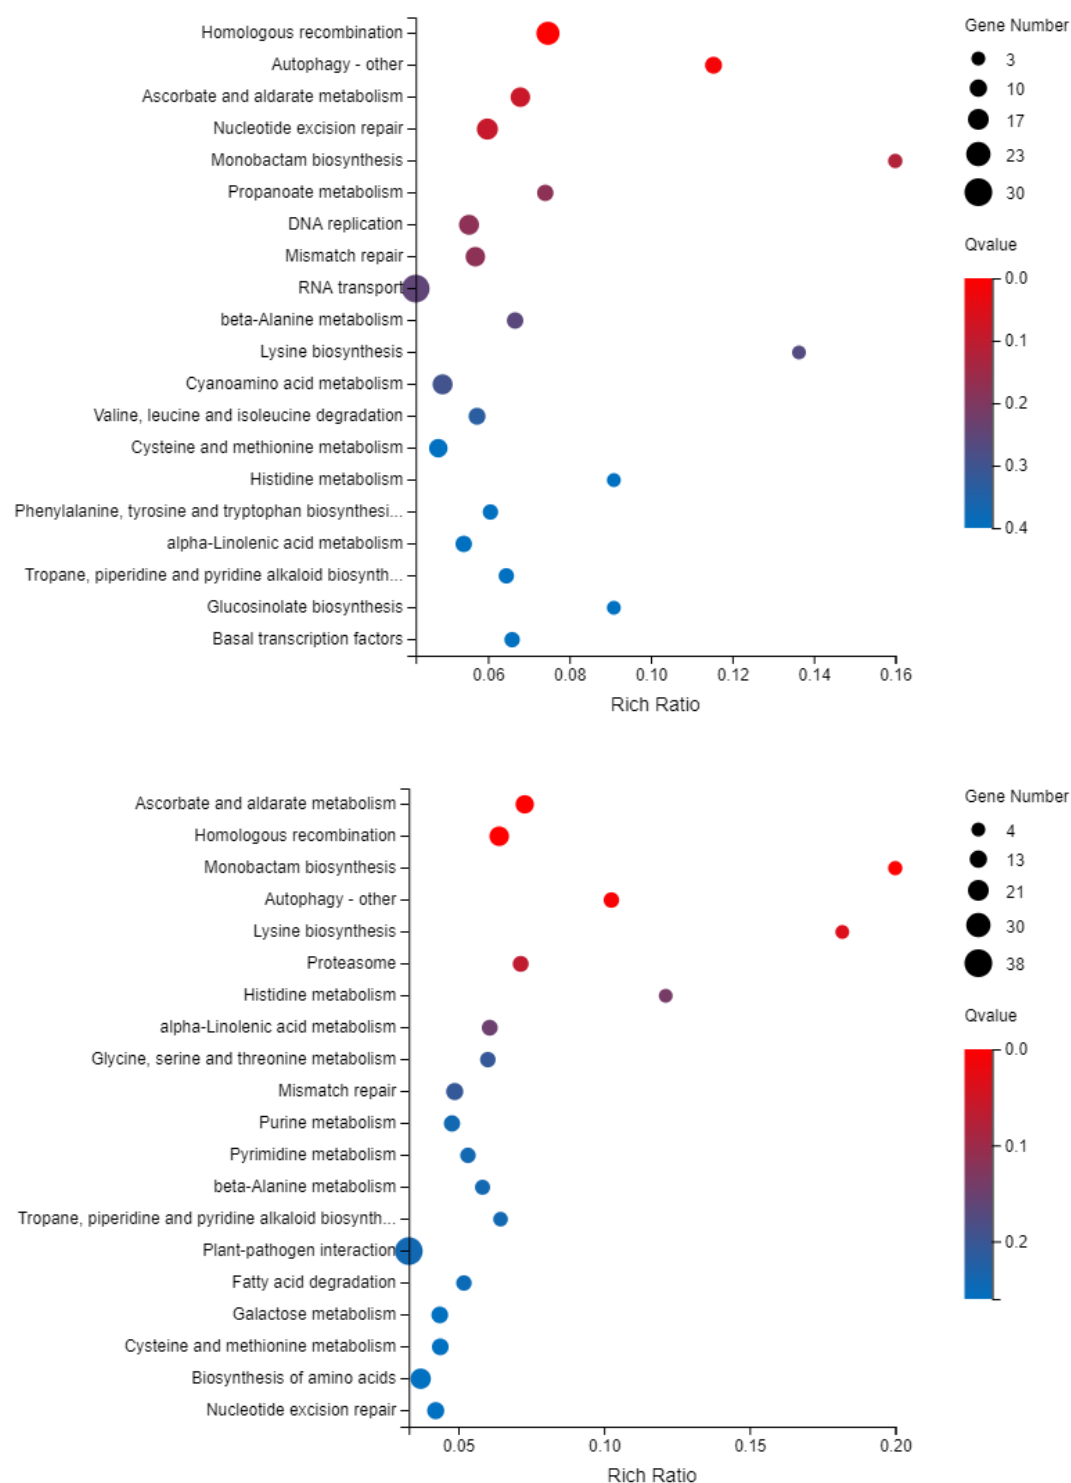 Homologous recombination
Autophagy - other
Ascorbate and aldarate metabolism
Nucleotide excision repair
Monobactam biosynthesis
Propanoate metabolism
DNA replication
Mismatch repair
RNA transport
beta-Alanine metabolism
Lysine biosynthesis
Cyanoamino acid metabolism
Valine, leucine and isoleucine degradation
Cysteine and methionine metabolism
Histidine metabolism
Phenylalanine, tyrosine and tryptophan biosynthesi...
alpha-Linolenic acid metabolism
Tropane, piperidine and pyridine alkaloid biosynth...
Glucosinolate biosynthesis
Basal transcription factors
0.06 0.08 0.10 0.12 0.14 0.16
Rich Ratio
Gene Number
3
10
17
23
30
Qvalue
0.0
0.1
0.2
0.3
0.4
Ascorbate and aldarate metabolism
Homologous recombination
Monobactam biosynthesis
Autophagy - other
Lysine biosynthesis
Proteasome
Histidine metabolism
alpha-Linolenic acid metabolism
Glycine, serine and threonine metabolism
Mismatch repair
Purine metabolism
Pyrimidine metabolism
beta-Alanine metabolism
Tropane, piperidine and pyridine alkaloid biosynth...
Plant-pathogen interaction
Fatty acid degradation
Galactose metabolism
Cysteine and methionine metabolism
Biosynthesis of amino acids
Nucleotide excision repair
0.05 0.10 0.15 0.20
Rich Ratio
Gene Number
4
13
21
30
38
Qvalue
0.0
0.1
0.2